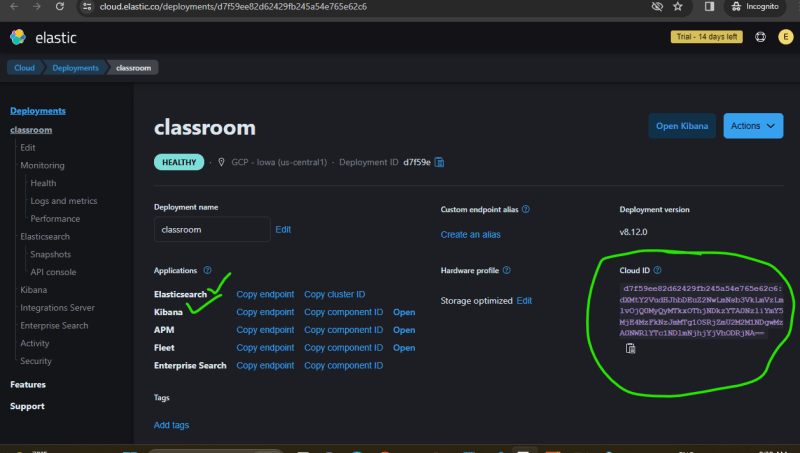 cloud.elastic.co/deployments/d7f59ee82d62429fb245a54e765e62c6
Incognito
elastic
Trial - 14 days left
E
Cloud
Deployments
classroom
Deployments
classroom
Edit
Monitoring
Health
Logs and metrics
Performance
Elasticsearch
Snapshots
API console
Kibana
Integrations Server
Enterprise Search
Activity
Security
Features
Support
classroom
Open Kibana
Actions
HEALTHY · GCP - Iowa (us-central1) · Deployment ID d7f59e
Deployment name
classroom Edit
Custom endpoint alias
Create an alias
Deployment version
v8.12.0
Applications
Elasticsearch Copy endpoint Copy cluster ID
Kibana Copy endpoint Copy component ID Open
APM Copy endpoint Copy component ID
Fleet Copy endpoint Copy component ID Open
Enterprise Search Copy endpoint Copy component ID
Hardware profile
Storage optimized Edit
Cloud ID
d7f59ee82d62429fb245a54e765e62c6:
Tags
Add tags